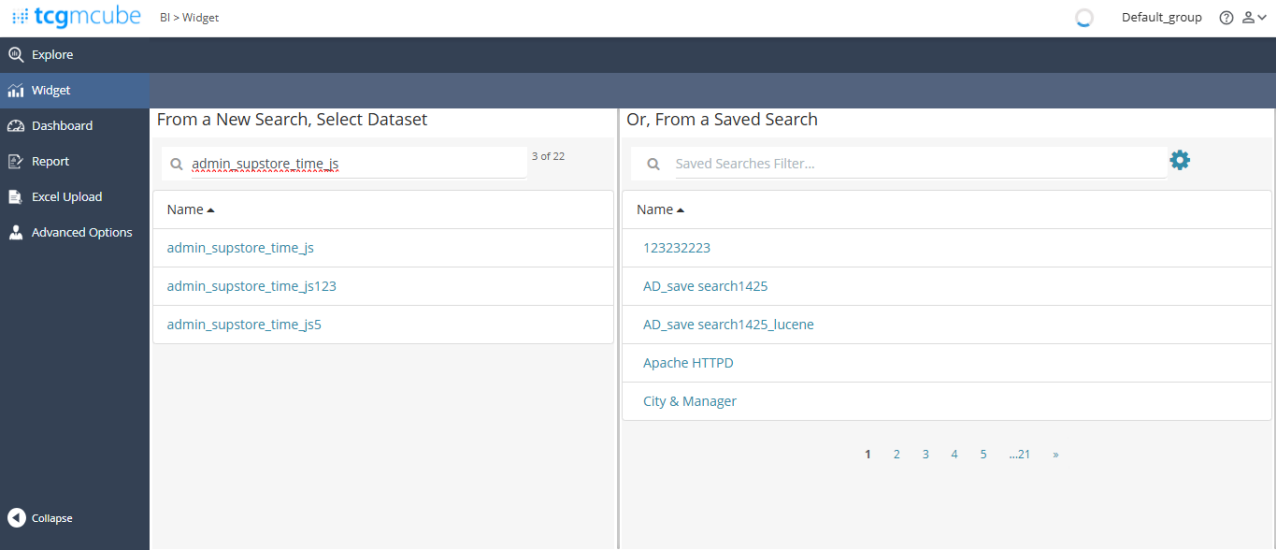 tcgmcube
BI > Widget
Default_group
Explore
Widget
Dashboard
Report
Excel Upload
Advanced Options
Collapse
From a New Search, Select Dataset
admin_supstore_time_js
3 of 22
Name
admin_supstore_time_js
admin_supstore_time_js123
admin_supstore_time_js5
Or, From a Saved Search
Saved Searches Filter...
Name
123232223
AD_save search1425
AD_save search1425_lucene
Apache HTTPD
City & Manager
1 2 3 4 5 ...21 »